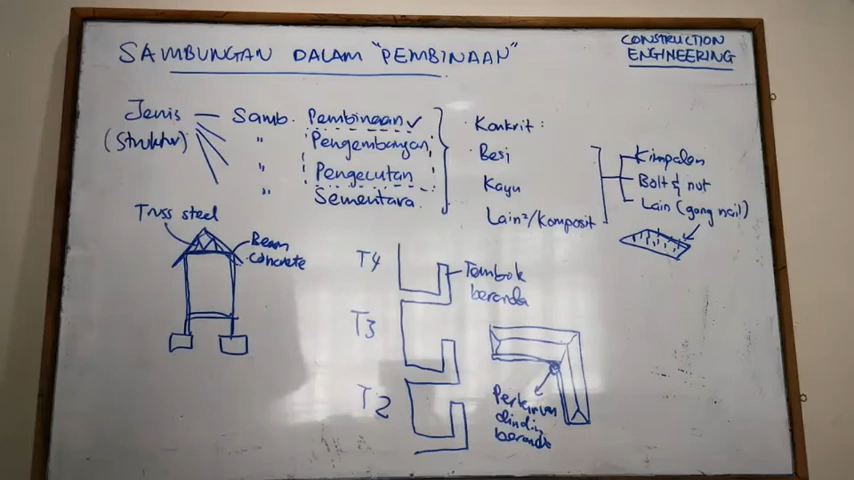 SAMBUNGAN DALAM "PEMBINAAN"
CONSTRUCTION
ENGINEERING
Jenis — Samb. Pembinaan ✓
(Struktur) " Pengembangan
" Pengecutan
" Sementara
• Konkrit :
• Besi
Kayu
Lain²/Komposit
Kimpalan
Bolt & nut
Lain (gang nail)
Truss steel
Beam
concrete
T4
Tembok
beranda
T3
T2
dinding
beranda